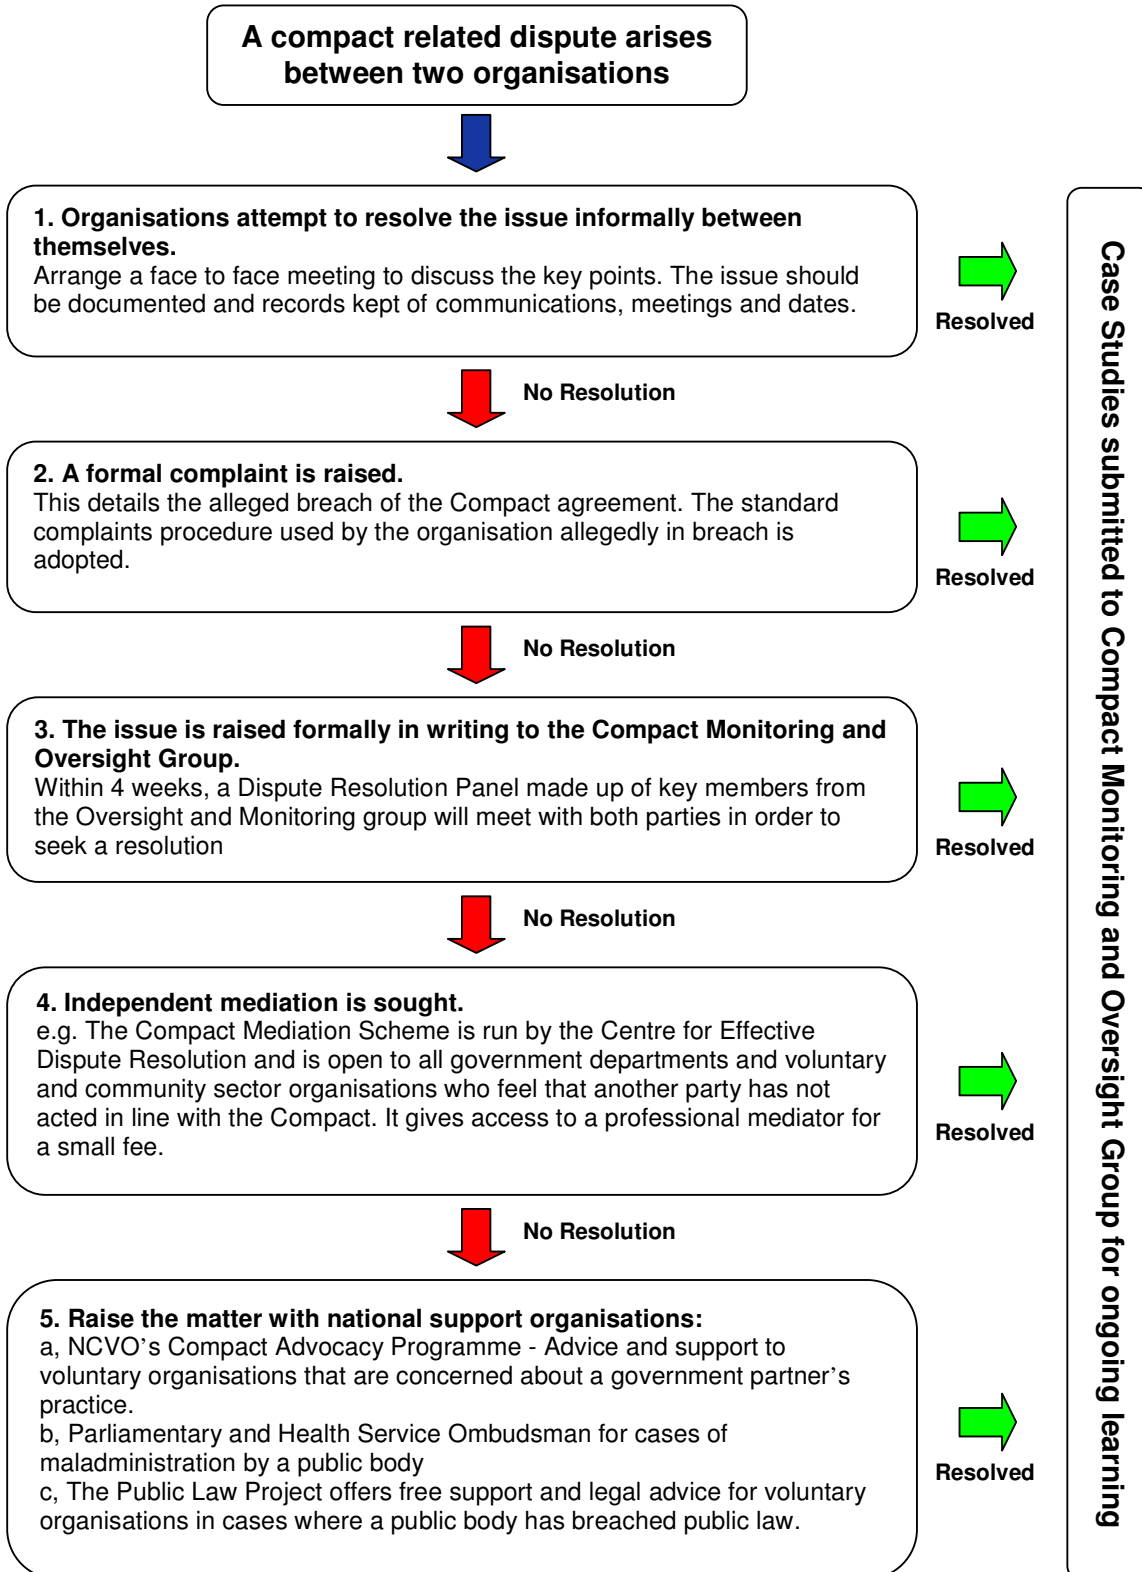 A compact related dispute arises
between two organisations
1. Organisations attempt to resolve the issue informally between
themselves.
Arrange a face to face meeting to discuss the key points. The issue should
be documented and records kept of communications, meetings and dates.
Resolved
No Resolution
2. A formal complaint is raised.
This details the alleged breach of the Compact agreement. The standard
complaints procedure used by the organisation allegedly in breach is
adopted.
Resolved
No Resolution
3. The issue is raised formally in writing to the Compact Monitoring and
Oversight Group.
Within 4 weeks, a Dispute Resolution Panel made up of key members from
the Oversight and Monitoring group will meet with both parties in order to
seek a resolution
Resolved
No Resolution
4. Independent mediation is sought.
e.g. The Compact Mediation Scheme is run by the Centre for Effective
Dispute Resolution and is open to all government departments and voluntary
and community sector organisations who feel that another party has not
acted in line with the Compact. It gives access to a professional mediator for
a small fee.
Resolved
No Resolution
5. Raise the matter with national support organisations:
a, NCVO’s Compact Advocacy Programme - Advice and support to
voluntary organisations that are concerned about a government partner’s
practice.
b, Parliamentary and Health Service Ombudsman for cases of
maladministration by a public body
c, The Public Law Project offers free support and legal advice for voluntary
organisations in cases where a public body has breached public law.
Resolved
Case Studies submitted to Compact Monitoring and Oversight Group for ongoing learning